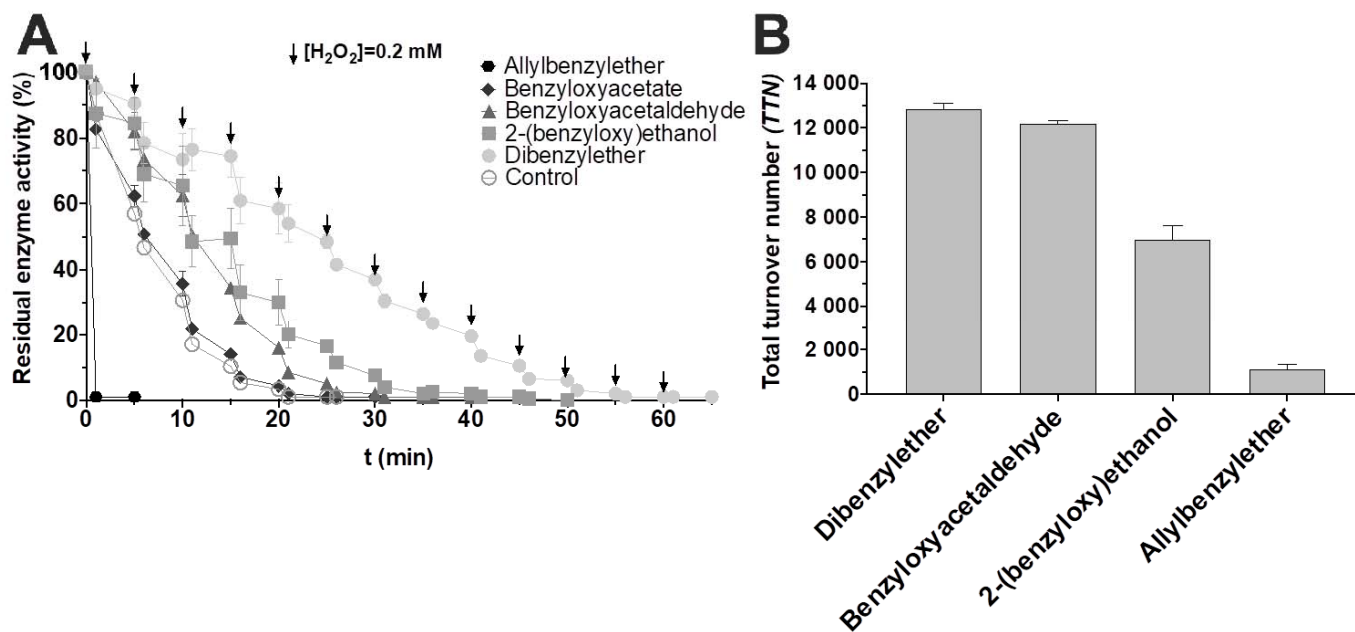 A
[H₂O₂]=0.2 mM
Allylbenzylether
Benzyloxyacetate
Benzyloxyacetaldehyde
2-(benzyloxy)ethanol
Dibenzylether
Control
Residual enzyme activity (%)
100
80
60
40
20
0
0 10 20 30 40 50 60
t (min)
B
Total turnover number (TTN)
14 000
12 000
10 000
8 000
6 000
4 000
2 000
0
Dibenzylether
Benzyloxyacetaldehyde
2-(benzyloxy)ethanol
Allylbenzylether